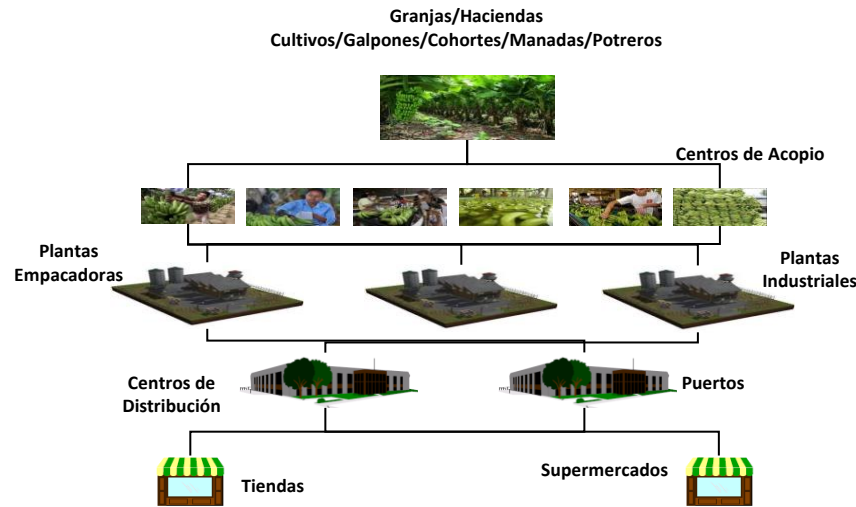 Granjas/Haciendas
Cultivos/Galpones/Cohortes/Manadas/Potreros
Centros de Acopio
Plantas
Empacadoras
Plantas
Industriales
Centros de
Distribución
Puertos
Tiendas
Supermercados